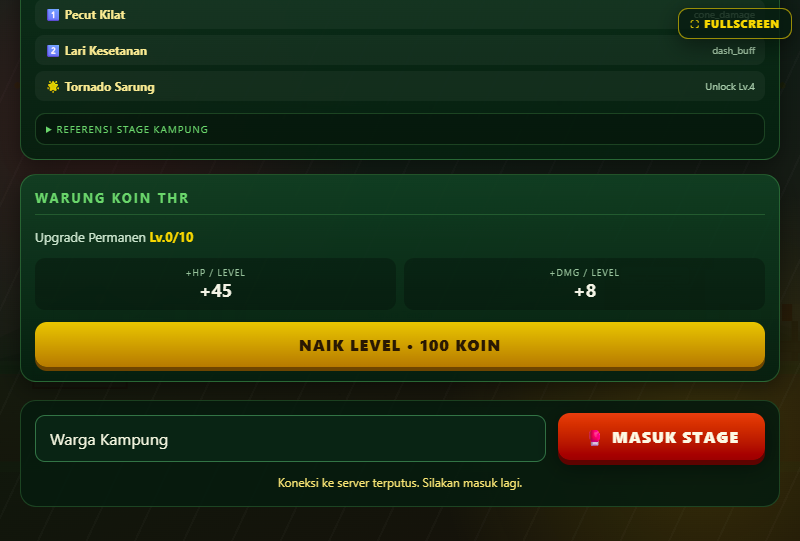 1 Pecut Kilat
cone_damage
⛶ FULLSCREEN
2 Lari Kesetanan
dash_buff
Tornado Sarung
Unlock Lv.4
▶ REFERENSI STAGE KAMPUNG
WARUNG KOIN THR
Upgrade Permanen Lv.0/10
+HP / LEVEL
+45
+DMG / LEVEL
+8
NAIK LEVEL • 100 KOIN
Warga Kampung
MASUK STAGE
Koneksi ke server terputus. Silakan masuk lagi.